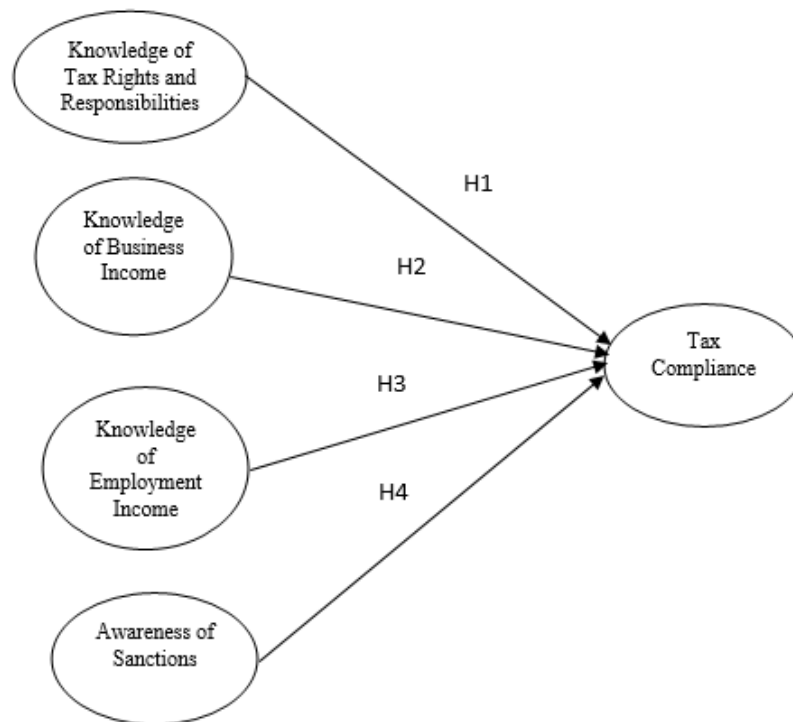 Knowledge of
Tax Rights and
Responsibilities
H1
Knowledge
of Business
Income
H2
Tax
Compliance
H3
Knowledge
of
Employment
Income
H4
Awareness of
Sanctions